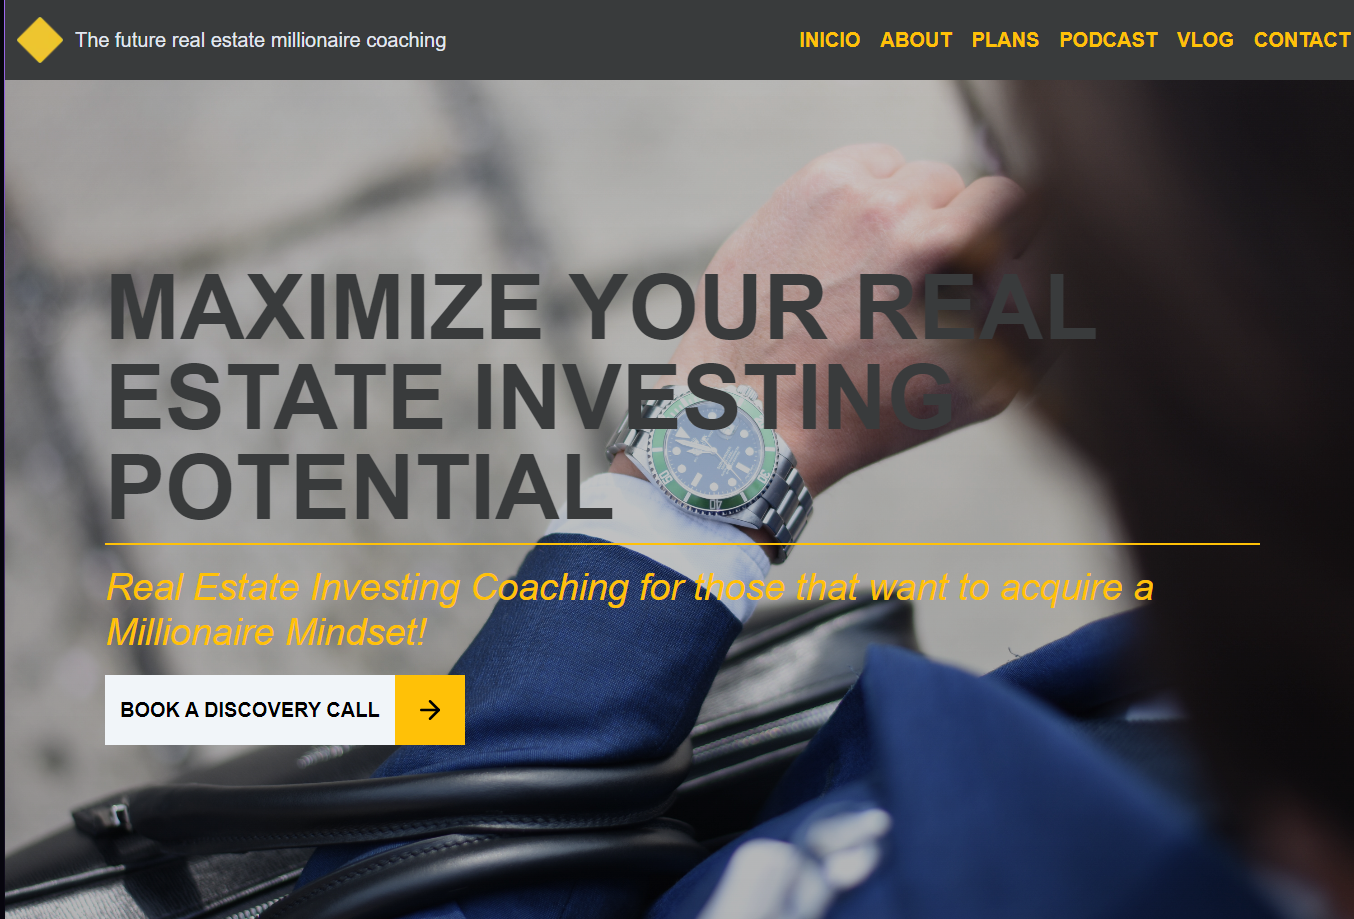 The future real estate millionaire coaching
INICIO ABOUT PLANS PODCAST VLOG CONTACT
MAXIMIZE YOUR REAL
ESTATE INVESTING
POTENTIAL
Real Estate Investing Coaching for those that want to acquire a
Millionaire Mindset!
BOOK A DISCOVERY CALL